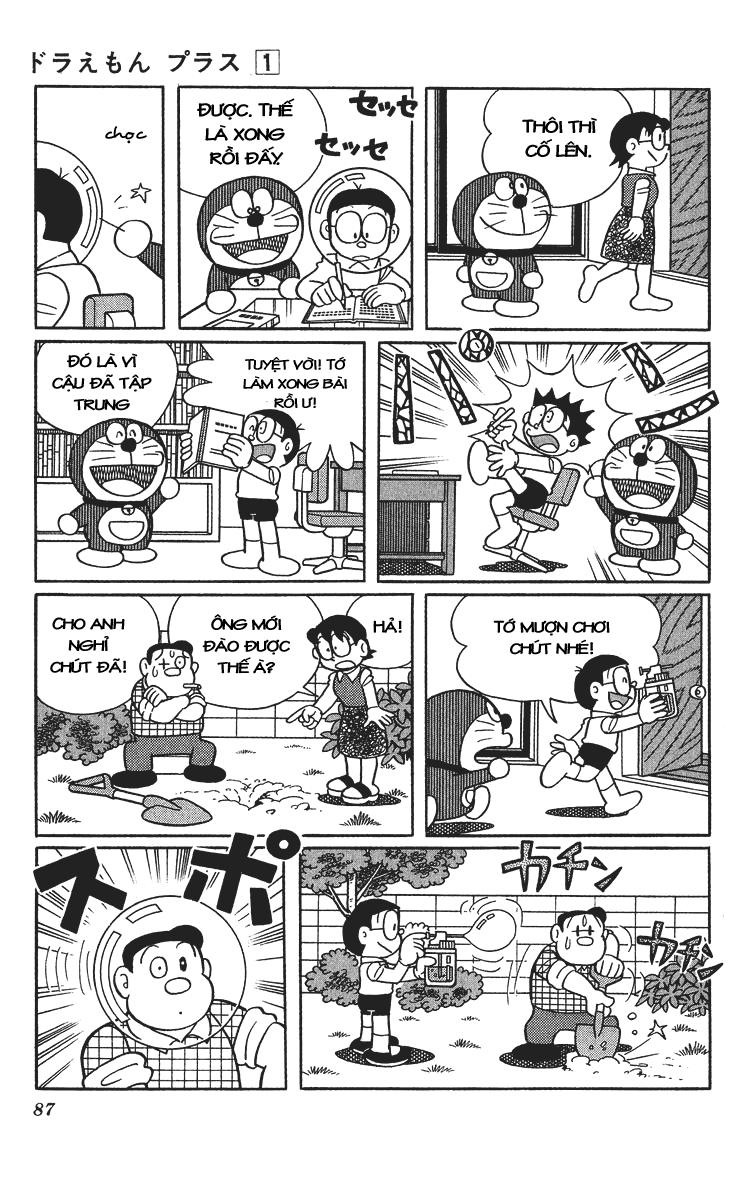 ドラえもん プラス 1
THÔI THÌ
CỐ LÊN.
セッセ
セッセ
ĐƯỢC. THẾ
LÀ XONG
RỒI ĐẤY.
chọc
TUYỆT VỜI! TỚ
LÀM XONG BÀI
RỒI Ư!
ĐÓ LÀ VÌ
CẬU ĐÃ TẬP
TRUNG
TỚ MƯỢN CHƠI
CHÚT NHÉ!
HẢ!
ÔNG MỚI
ĐÀO ĐƯỢC
THẾ À?
CHO ANH
NGHỈ
CHÚT ĐÃ!
カチン
カチン
スポ
87